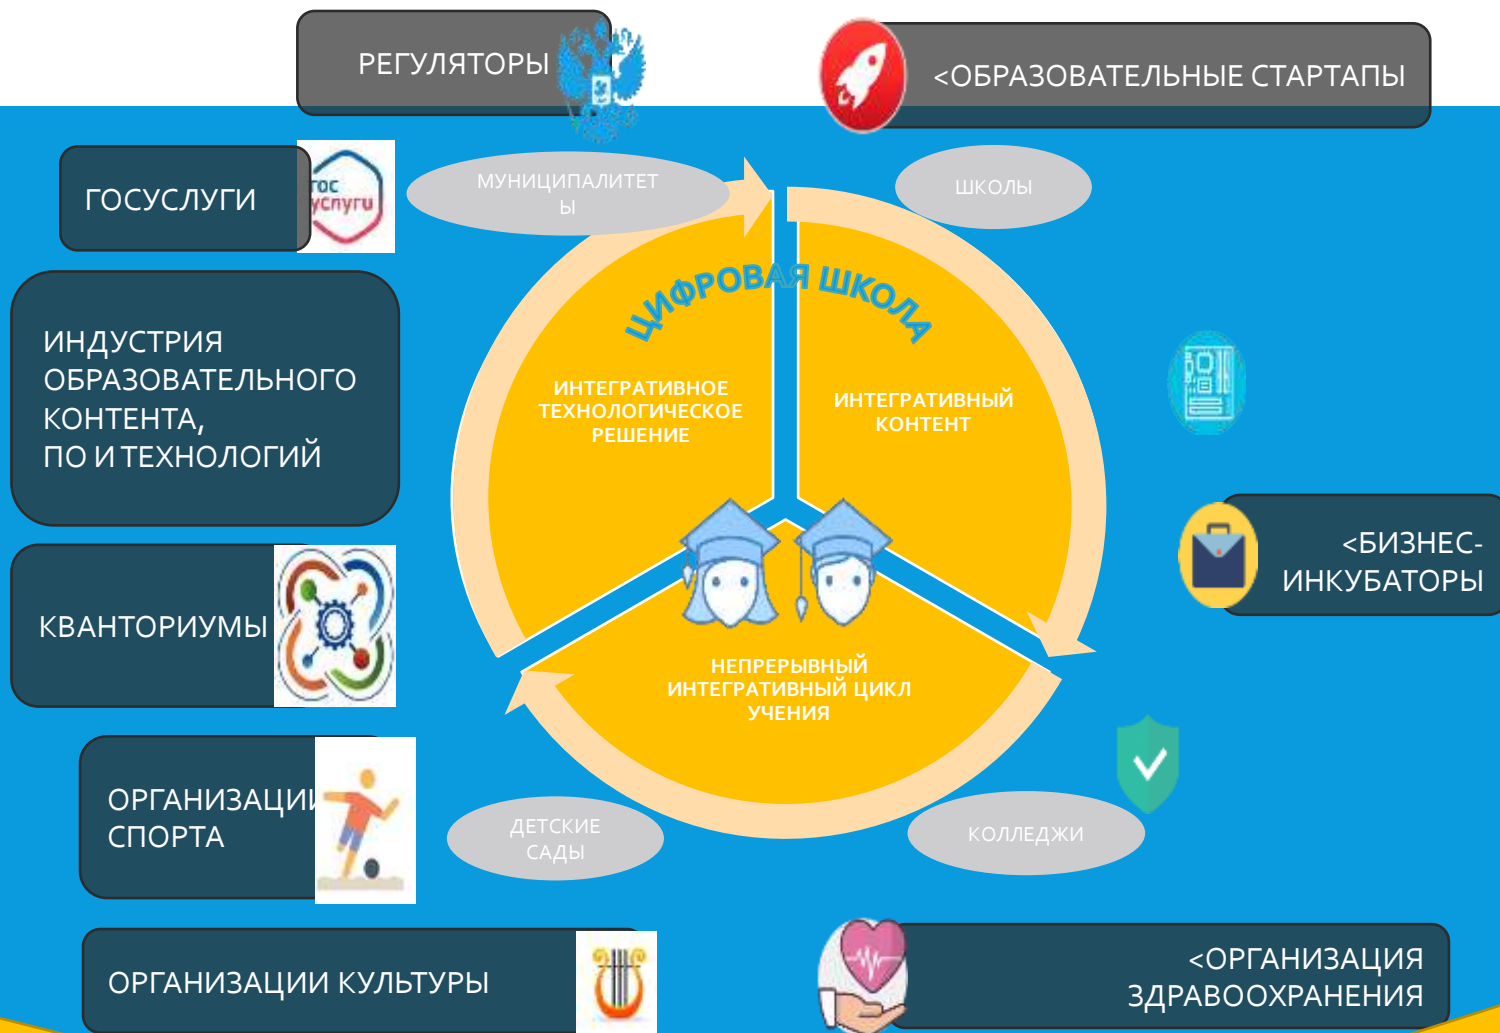 РЕГУЛЯТОРЫ
<ОБРАЗОВАТЕЛЬНЫЕ СТАРТАПЫ
ГОСУСЛУГИ
гос
услуги
МУНИЦИПАЛИТЕТ
Ы
ШКОЛЫ
ЦИФРОВАЯ ШКОЛА
ИНДУСТРИЯ
ОБРАЗОВАТЕЛЬНОГО
КОНТЕНТА,
ПО И ТЕХНОЛОГИЙ
ИНТЕГРАТИВНОЕ
ТЕХНОЛОГИЧЕСКОЕ
РЕШЕНИЕ
ИНТЕГРАТИВНЫЙ
КОНТЕНТ
<БИЗНЕС-
ИНКУБАТОРЫ
КВАНТОРИУМЫ
НЕПРЕРЫВНЫЙ
ИНТЕГРАТИВНЫЙ ЦИКЛ
УЧЕНИЯ
ОРГАНИЗАЦИИ
СПОРТА
ДЕТСКИЕ
САДЫ
КОЛЛЕДЖИ
ОРГАНИЗАЦИИ КУЛЬТУРЫ
<ОРГАНИЗАЦИЯ
ЗДРАВООХРАНЕНИЯ